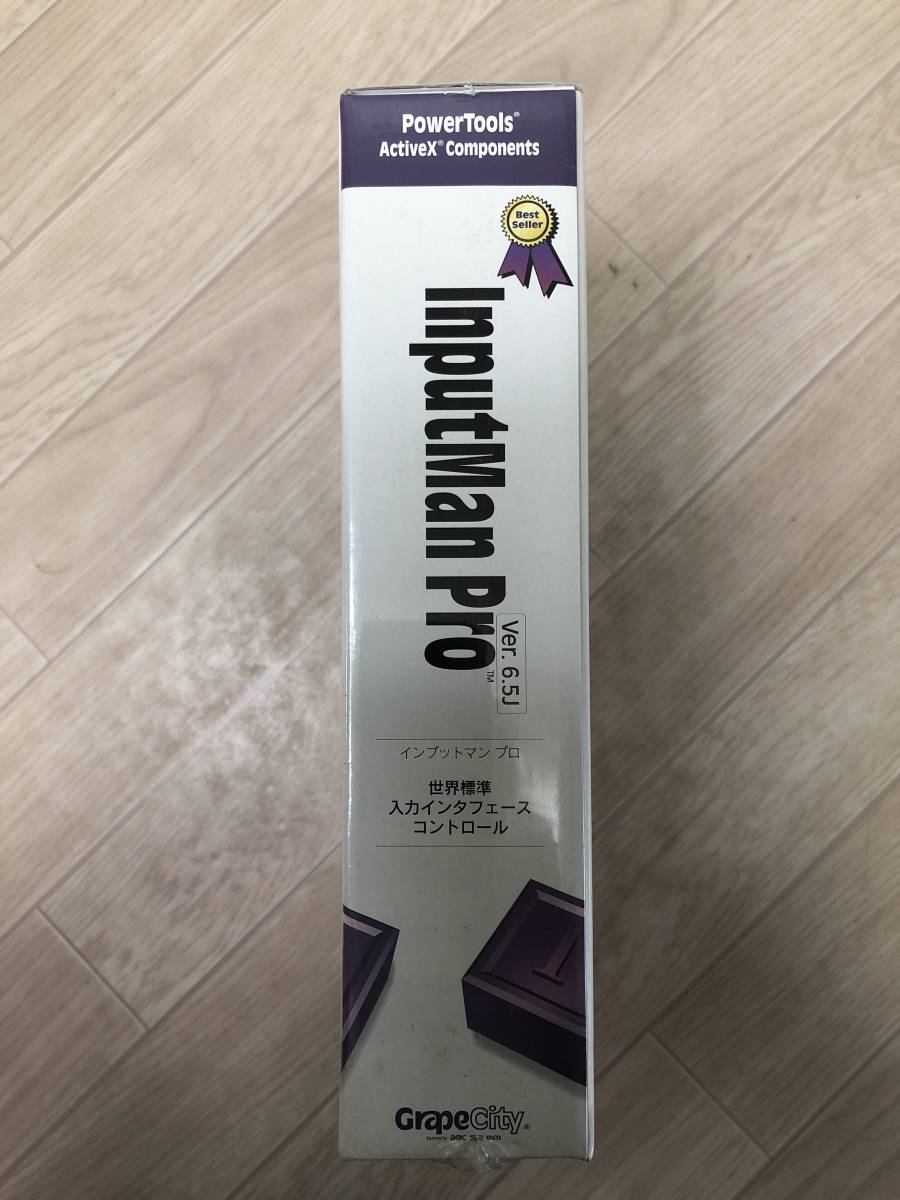 PowerTools®
ActiveX® Components
Best
Seller
InputMan Pro™
Ver. 6.5J
インプットマン プロ
世界標準
入力インタフェース
コントロール
I
GrapeCity®
formerly